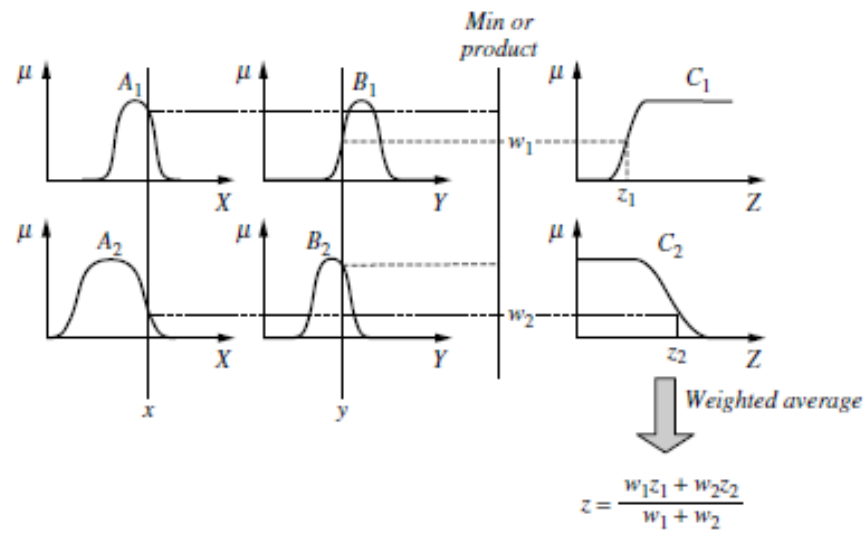 Min or
product
μ A₁ μ B₁ μ C₁
w₁
X Y z₁ Z
μ A₂ μ B₂ μ C₂
w₂
X Y z₂ Z
x y
Weighted average
z = (w₁z₁ + w₂z₂) / (w₁ + w₂)